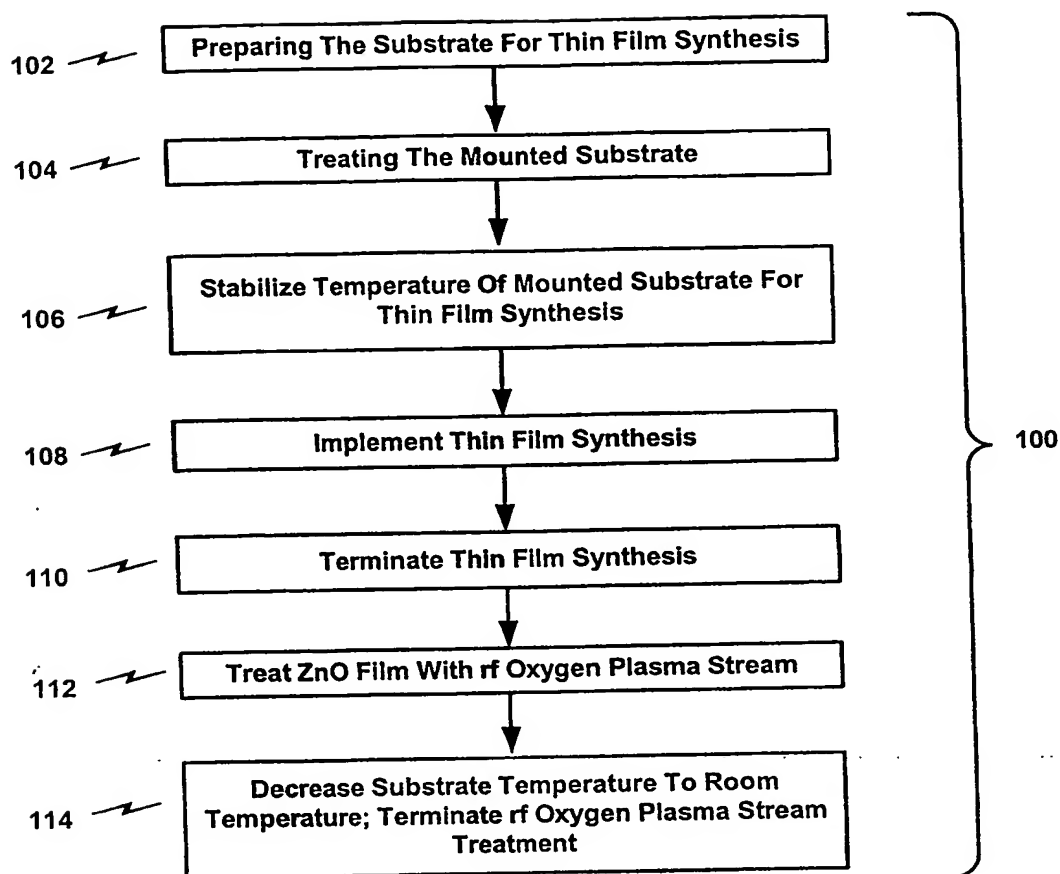 102
Preparing The Substrate For Thin Film Synthesis
104
Treating The Mounted Substrate
106
Stabilize Temperature Of Mounted Substrate For
Thin Film Synthesis
108
Implement Thin Film Synthesis
100
110
Terminate Thin Film Synthesis
112
Treat ZnO Film With rf Oxygen Plasma Stream
114
Decrease Substrate Temperature To Room
Temperature; Terminate rf Oxygen Plasma Stream
Treatment